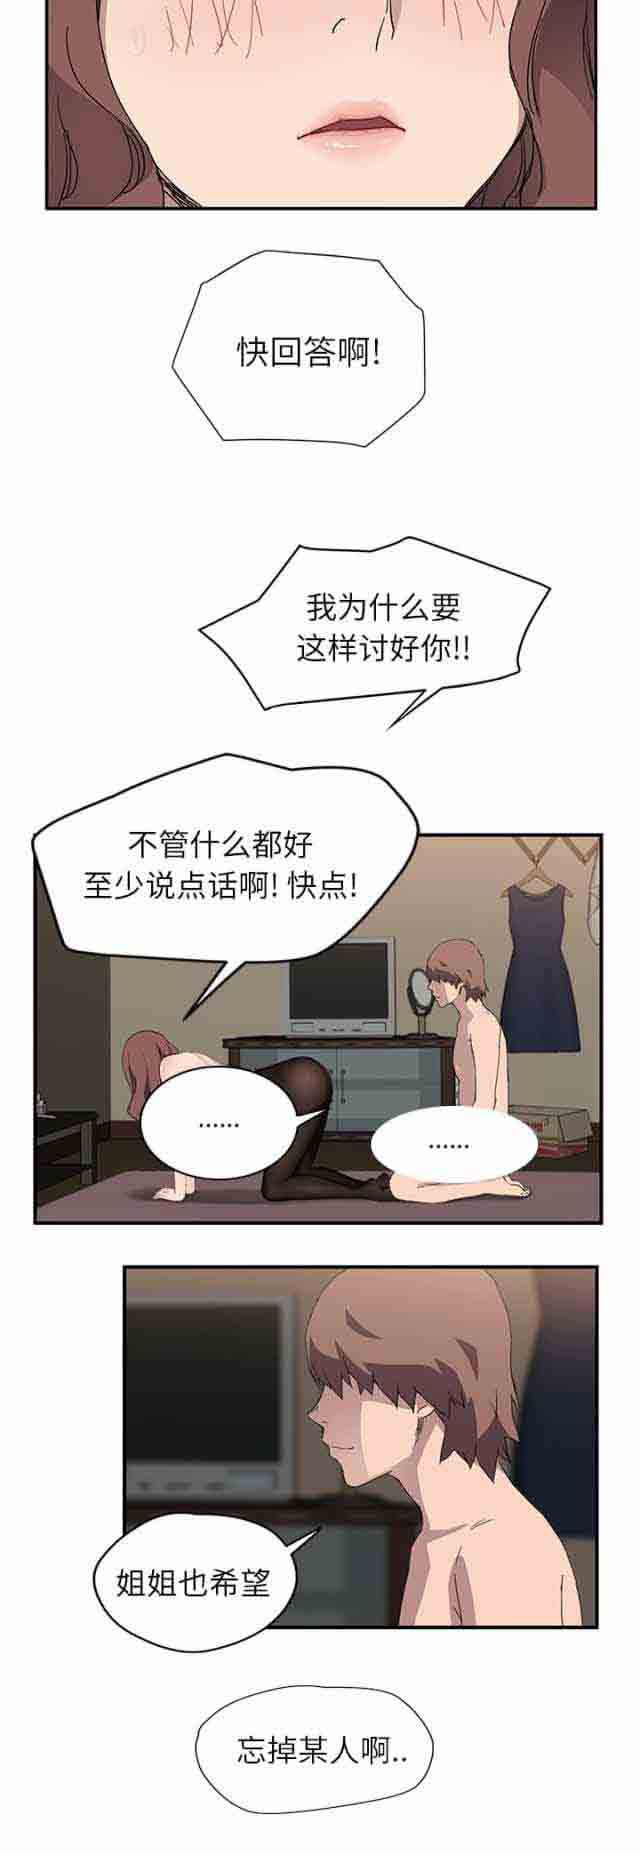 快回答啊!
我为什么要
这样讨好你!!
不管什么都好
至少说点话啊! 快点!
......
......
姐姐也希望
忘掉某人啊..